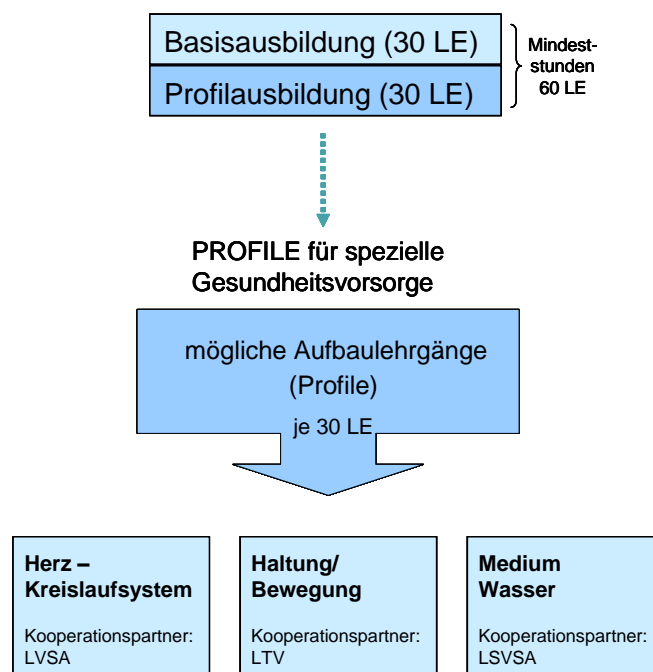 Basisausbildung (30 LE)
Profilausbildung (30 LE)
Mindest-
stunden
60 LE
PROFILE für spezielle
Gesundheitsvorsorge
mögliche Aufbaulehrgänge
(Profile)
je 30 LE
Herz –
Kreislaufsystem
Kooperationspartner:
LVSA
Haltung/
Bewegung
Kooperationspartner:
LTV
Medium
Wasser
Kooperationspartner:
LSVSA